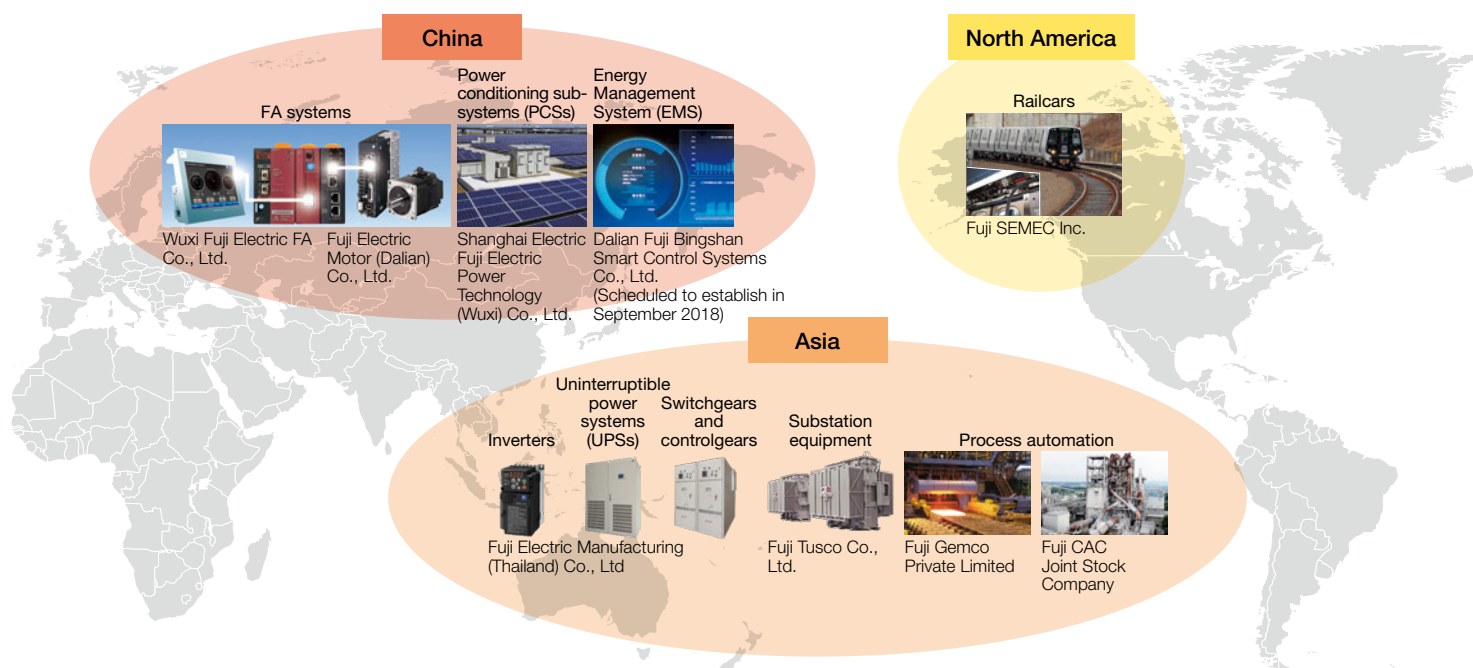 China
North America
FA systems
Power
conditioning sub-
systems (PCSs)
Energy
Management
System (EMS)
Wuxi Fuji Electric FA
Co., Ltd.
Fuji Electric
Motor (Dalian)
Co., Ltd.
Shanghai Electric
Fuji Electric
Power
Technology
(Wuxi) Co., Ltd.
Dalian Fuji Bingshan
Smart Control Systems
Co., Ltd.
(Scheduled to establish in
September 2018)
Railcars
Fuji SEMEC Inc.
Asia
Inverters
Uninterruptible
power
systems
(UPSs)
Switchgears
and
controlgears
Substation
equipment
Process automation
Fuji Electric Manufacturing
(Thailand) Co., Ltd
Fuji Tusco Co.,
Ltd.
Fuji Gemco
Private Limited
Fuji CAC
Joint Stock
Company